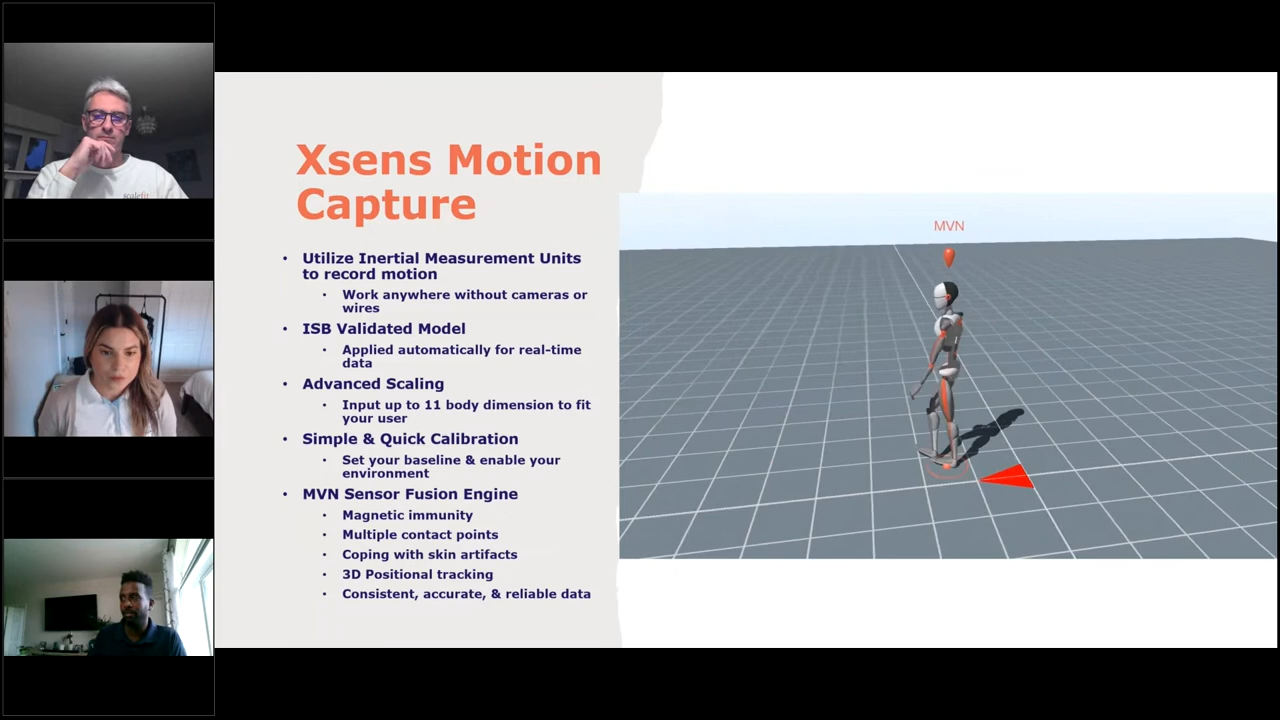 scalefit
Xsens Motion
Capture
• Utilize Inertial Measurement Units
to record motion
• Work anywhere without cameras or
wires
• ISB Validated Model
• Applied automatically for real-time
data
• Advanced Scaling
• Input up to 11 body dimension to fit
your user
• Simple & Quick Calibration
• Set your baseline & enable your
environment
• MVN Sensor Fusion Engine
• Magnetic immunity
• Multiple contact points
• Coping with skin artifacts
• 3D Positional tracking
• Consistent, accurate, & reliable data
MVN